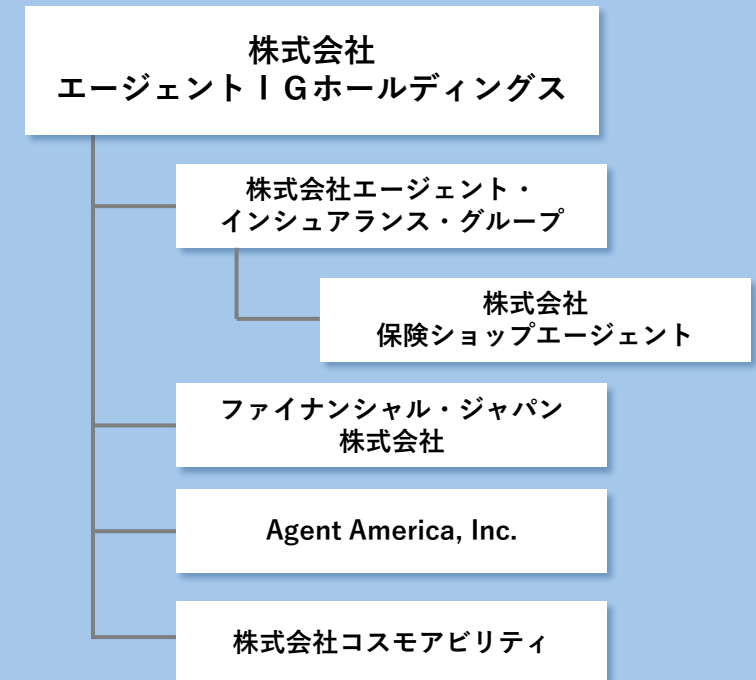 株式会社
エージェントＩＧホールディングス
株式会社エージェント・
インシュアランス・グループ
株式会社
保険ショップエージェント
ファイナンシャル・ジャパン
株式会社
Agent America, Inc.
株式会社コスモアビリティ